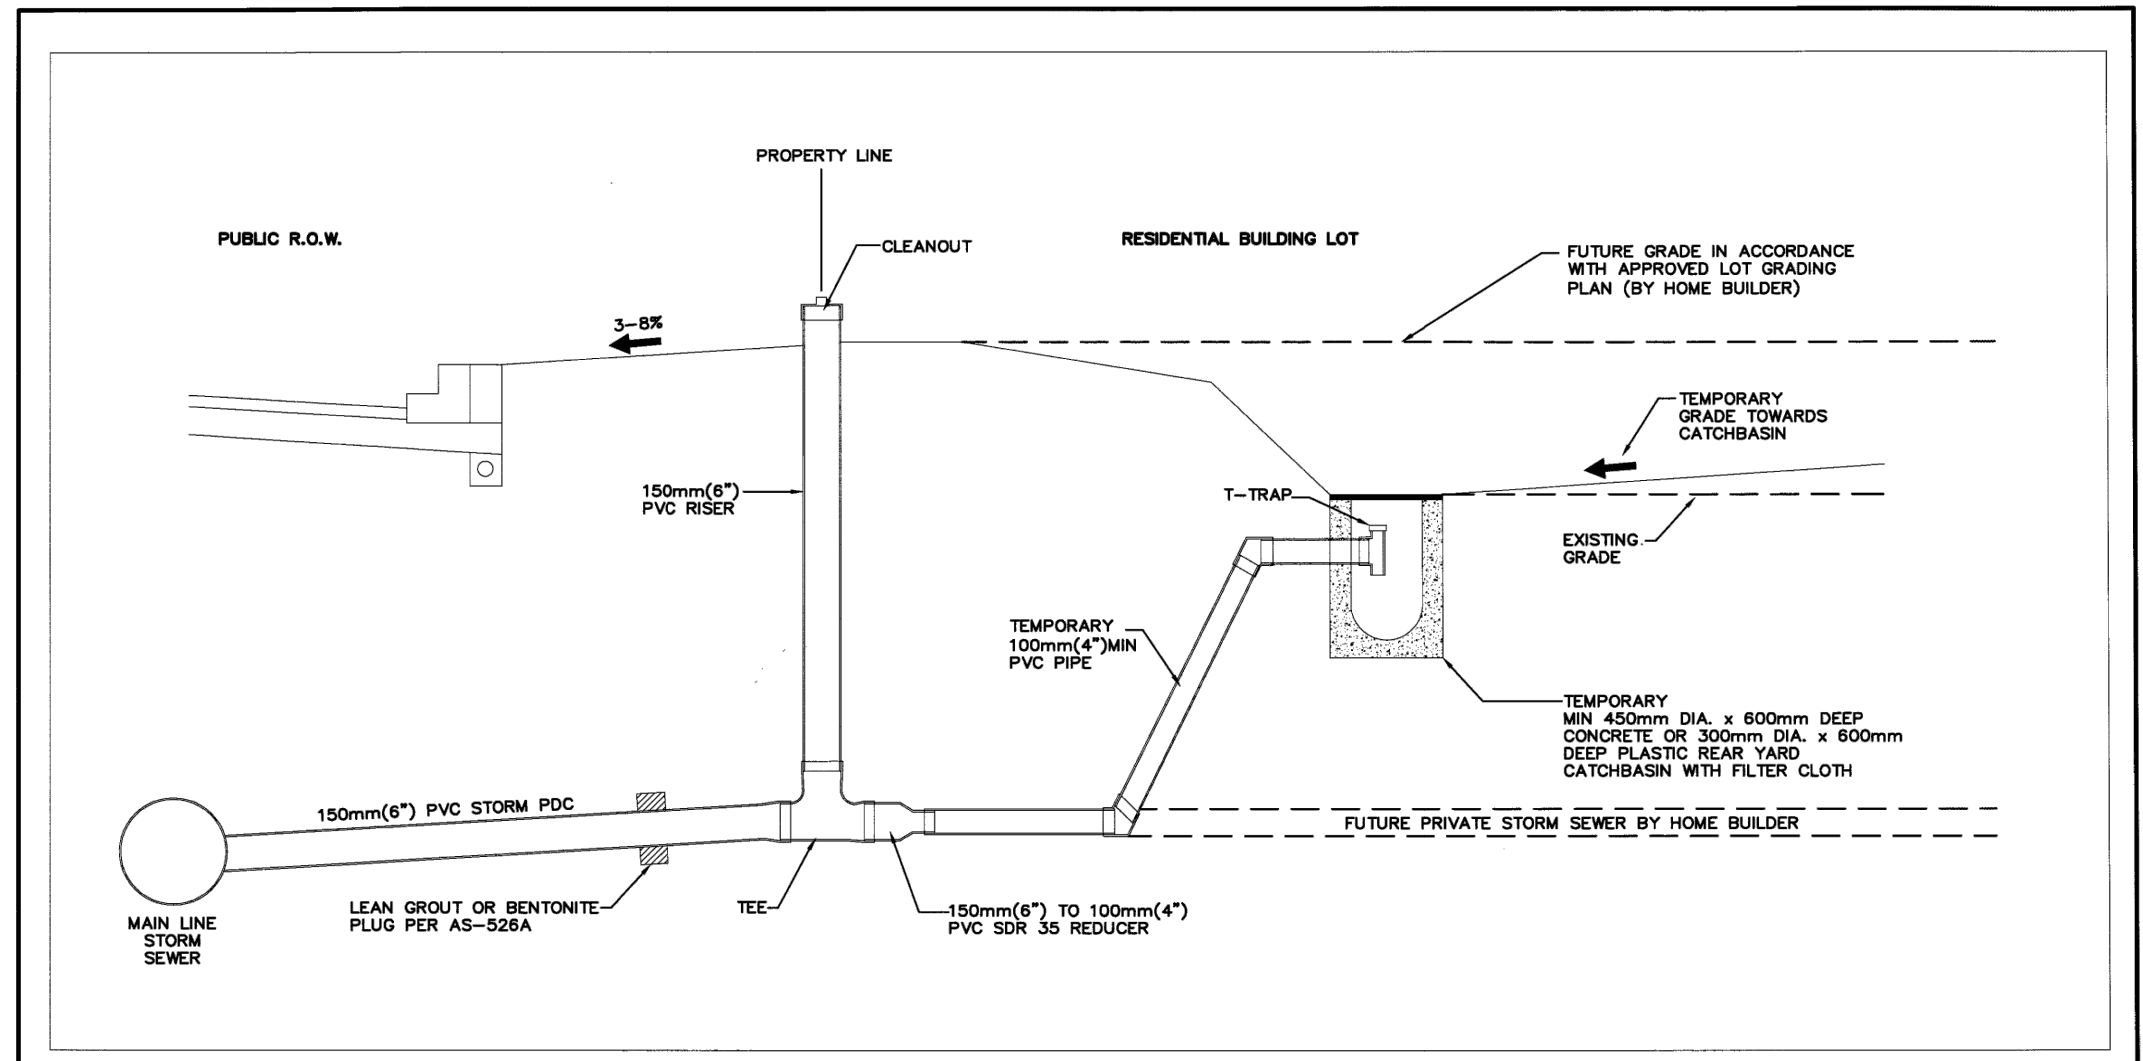 PROPERTY LINE
PUBLIC R.O.W.
CLEANOUT
RESIDENTIAL BUILDING LOT
FUTURE GRADE IN ACCORDANCE
WITH APPROVED LOT GRADING
PLAN (BY HOME BUILDER)
3-8%
TEMPORARY
GRADE TOWARDS
CATCHBASIN
150mm(6")
PVC RISER
T-TRAP
EXISTING
GRADE
TEMPORARY
100mm(4")MIN
PVC PIPE
TEMPORARY
MIN 450mm DIA. x 600mm DEEP
CONCRETE OR 300mm DIA. x 600mm
DEEP PLASTIC REAR YARD
CATCHBASIN WITH FILTER CLOTH
150mm(6") PVC STORM PDC
FUTURE PRIVATE STORM SEWER BY HOME BUILDER
LEAN GROUT OR BENTONITE
PLUG PER AS-526A
TEE
150mm(6") TO 100mm(4")
PVC SDR 35 REDUCER
MAIN LINE
STORM
SEWER